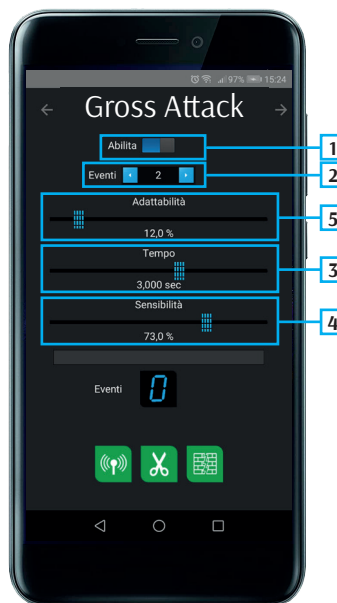 97% 15:24
Gross Attack
Abilita
1
Eventi 2
2
Adattabilità
5
12,0 %
Tempo
3
3,000 sec
Sensibilità
4
73,0 %
Eventi 0